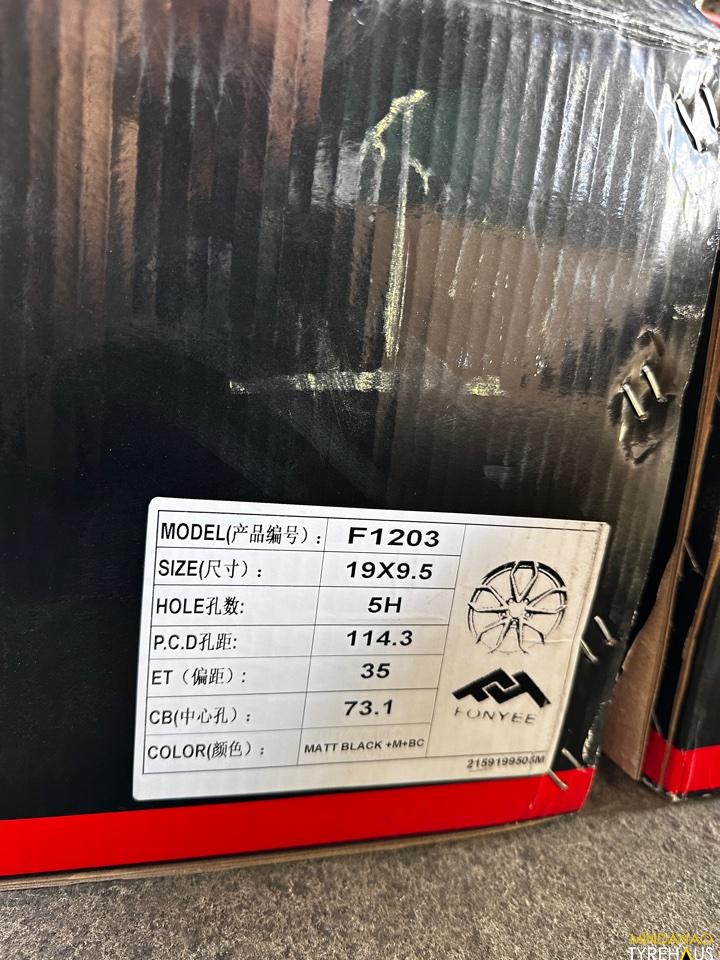 MODEL(产品编号)： F1203
SIZE(尺寸)： 19X9.5
HOLE孔数: 5H
P.C.D孔距: 114.3
ET（偏距）: 35
CB(中心孔)： 73.1
COLOR(颜色)： MATT BLACK +M+BC
FONYEE
2159199505M
MINDANAO
TYREHAUS